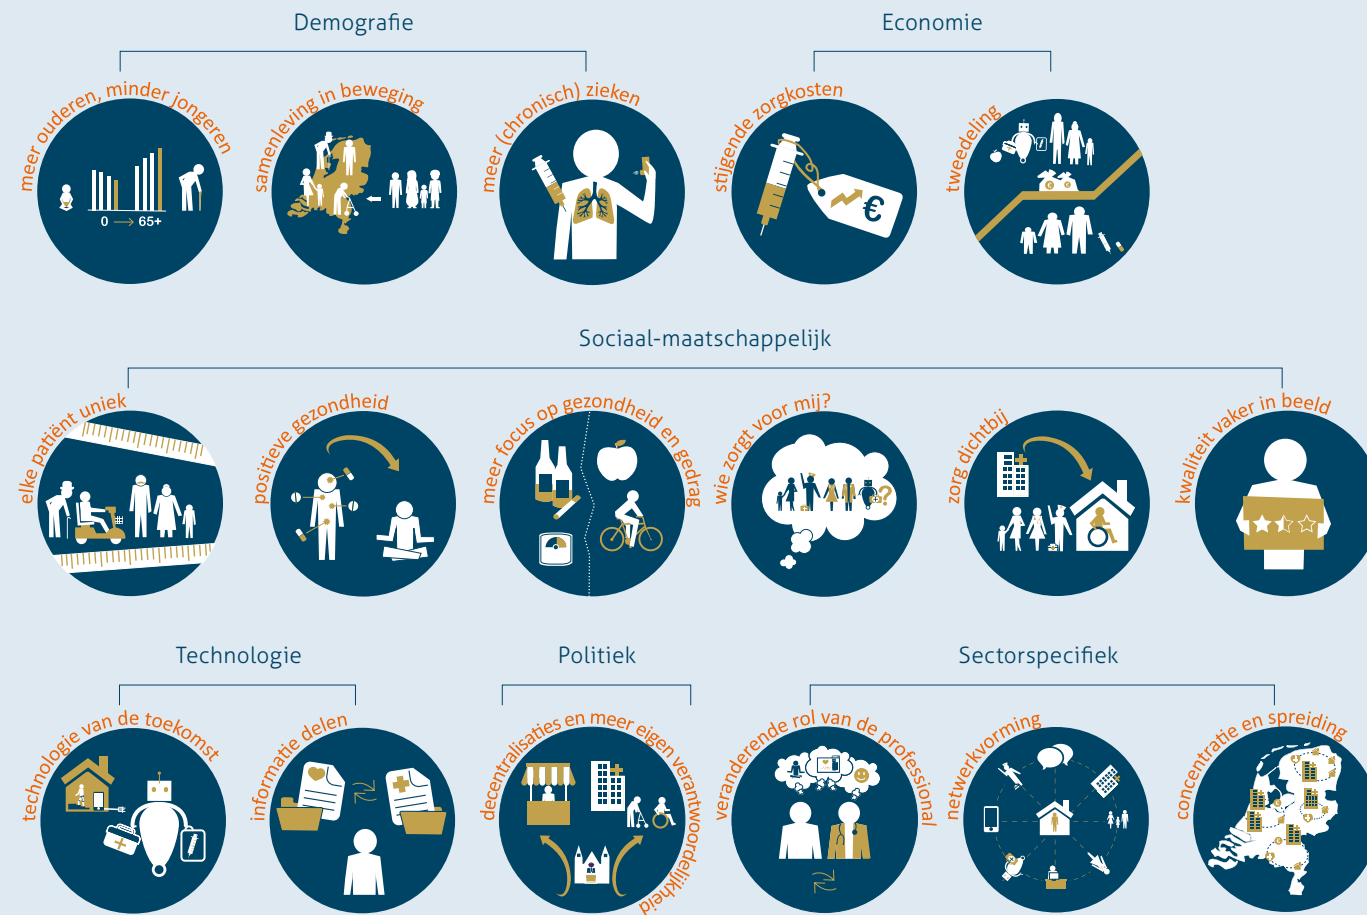 Demografie
Economie
meer ouderen, minder jongeren
samenleving in beweging
meer (chronisch) zieken
stijgende zorgkosten
tweedeling
0 → 65+
€
€ €
Sociaal-maatschappelijk
elke patiënt uniek
positieve gezondheid
meer focus op gezondheid en gedrag
wie zorgt voor mij?
zorg dichtbij
kwaliteit vaker in beeld
?
Technologie
Politiek
Sectorspecifiek
technologie van de toekomst
informatie delen
decentralisaties en meer eigen verantwoordelijkheid
veranderende rol van de professional
netwerkvorming
concentratie en spreiding